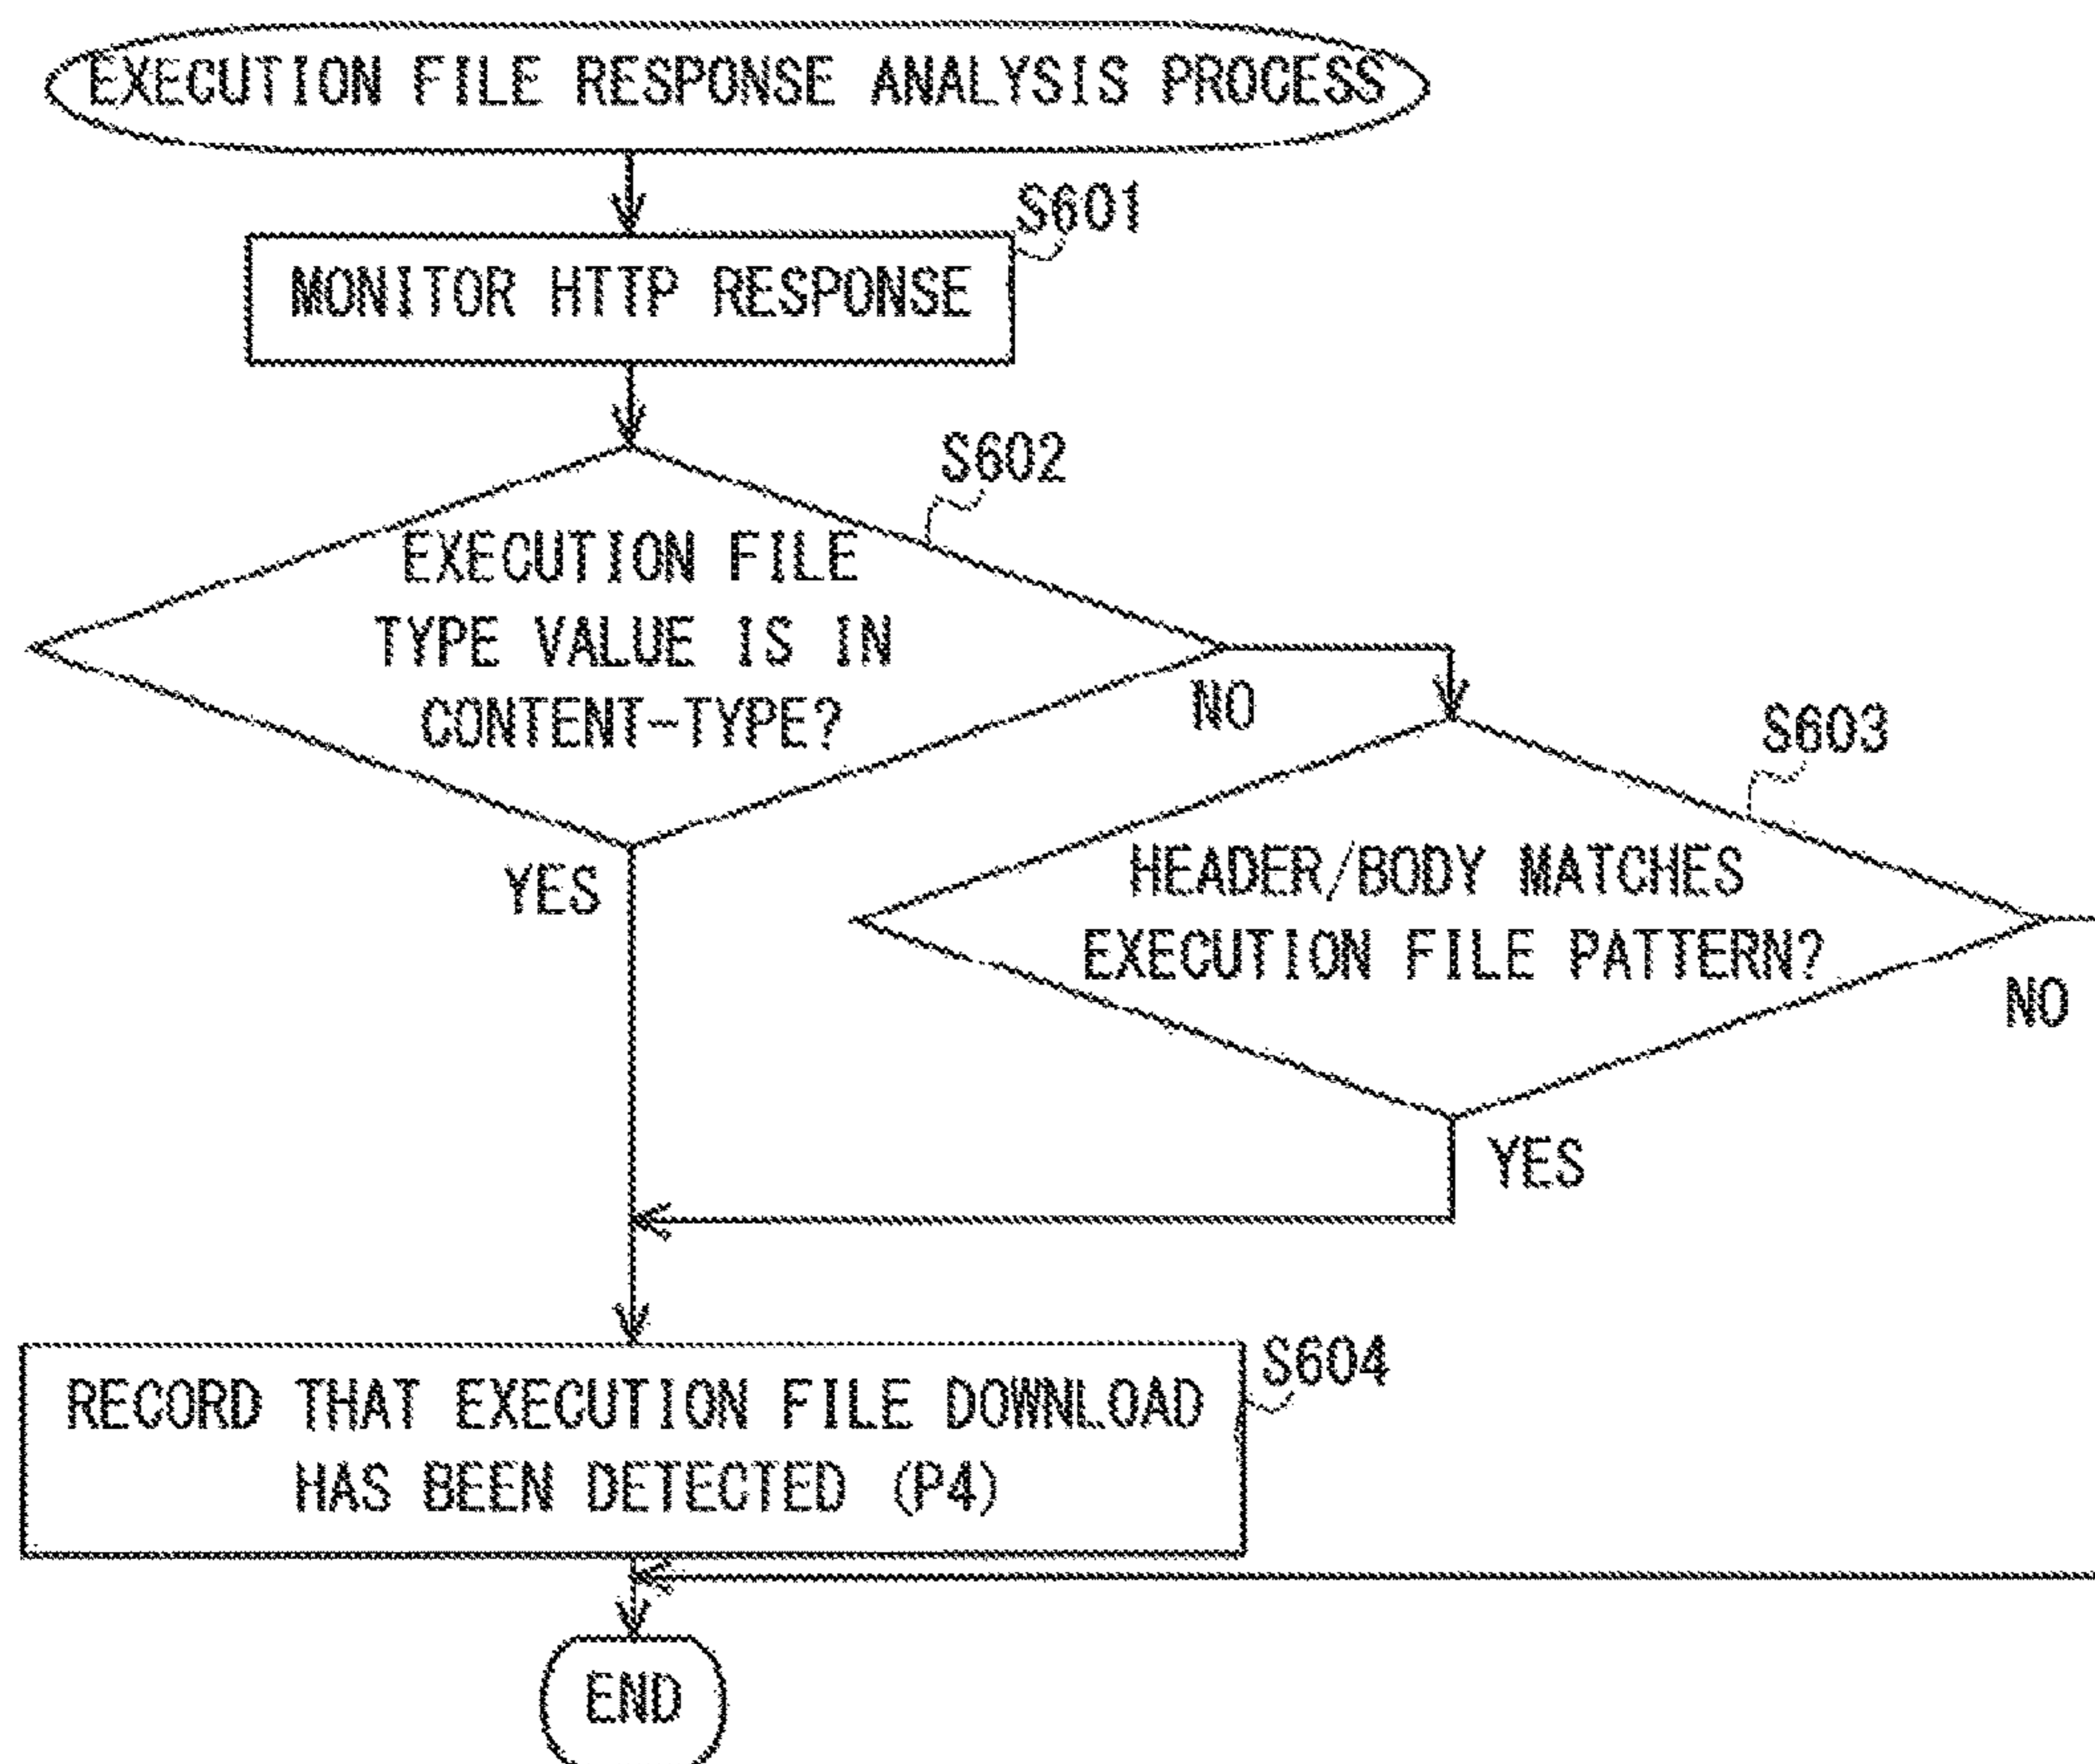 EXECUTION FILE RESPONSE ANALYSIS PROCESS
S601
MONITOR HTTP RESPONSE
S602
EXECUTION FILE
TYPE VALUE IS IN
CONTENT-TYPE?
NO
S603
YES
HEADER/BODY MATCHES
EXECUTION FILE PATTERN?
NO
YES
S604
RECORD THAT EXECUTION FILE DOWNLOAD
HAS BEEN DETECTED (P4)
END